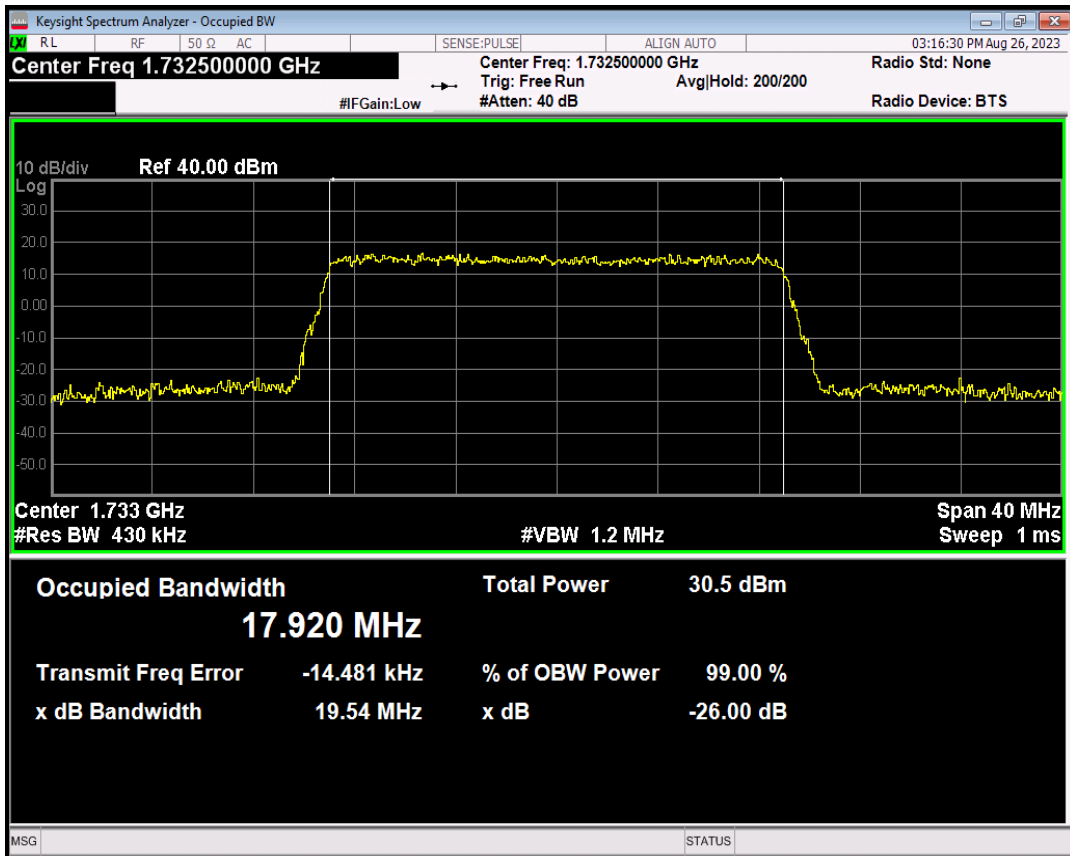 Keysight Spectrum Analyzer - Occupied BW
LXI RL RF 50 Ω AC SENSE:PULSE ALIGN AUTO 03:16:30 PM Aug 26, 2023
Center Freq 1.732500000 GHz Center Freq: 1.732500000 GHz Radio Std: None
Trig: Free Run Avg|Hold: 200/200
#IFGain:Low #Atten: 40 dB Radio Device: BTS
10 dB/div Ref 40.00 dBm
Log
30.0
20.0
10.0
0.00
-10.0
-20.0
-30.0
-40.0
-50.0
Center 1.733 GHz Span 40 MHz
#Res BW 430 kHz #VBW 1.2 MHz Sweep 1 ms
Occupied Bandwidth Total Power 30.5 dBm
17.920 MHz
Transmit Freq Error -14.481 kHz % of OBW Power 99.00 %
x dB Bandwidth 19.54 MHz x dB -26.00 dB
MSG STATUS